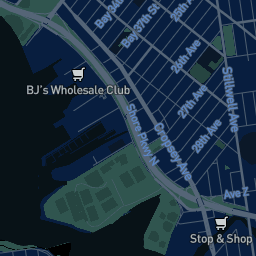 Bay 34th
Bay 37th St
25th Ave
26th Ave
Stillwell Ave
BJ's Wholesale Club
27th Ave
Shore Pkwy N
Cropsey Ave
28th Ave
Ave Z
Stop & Shop